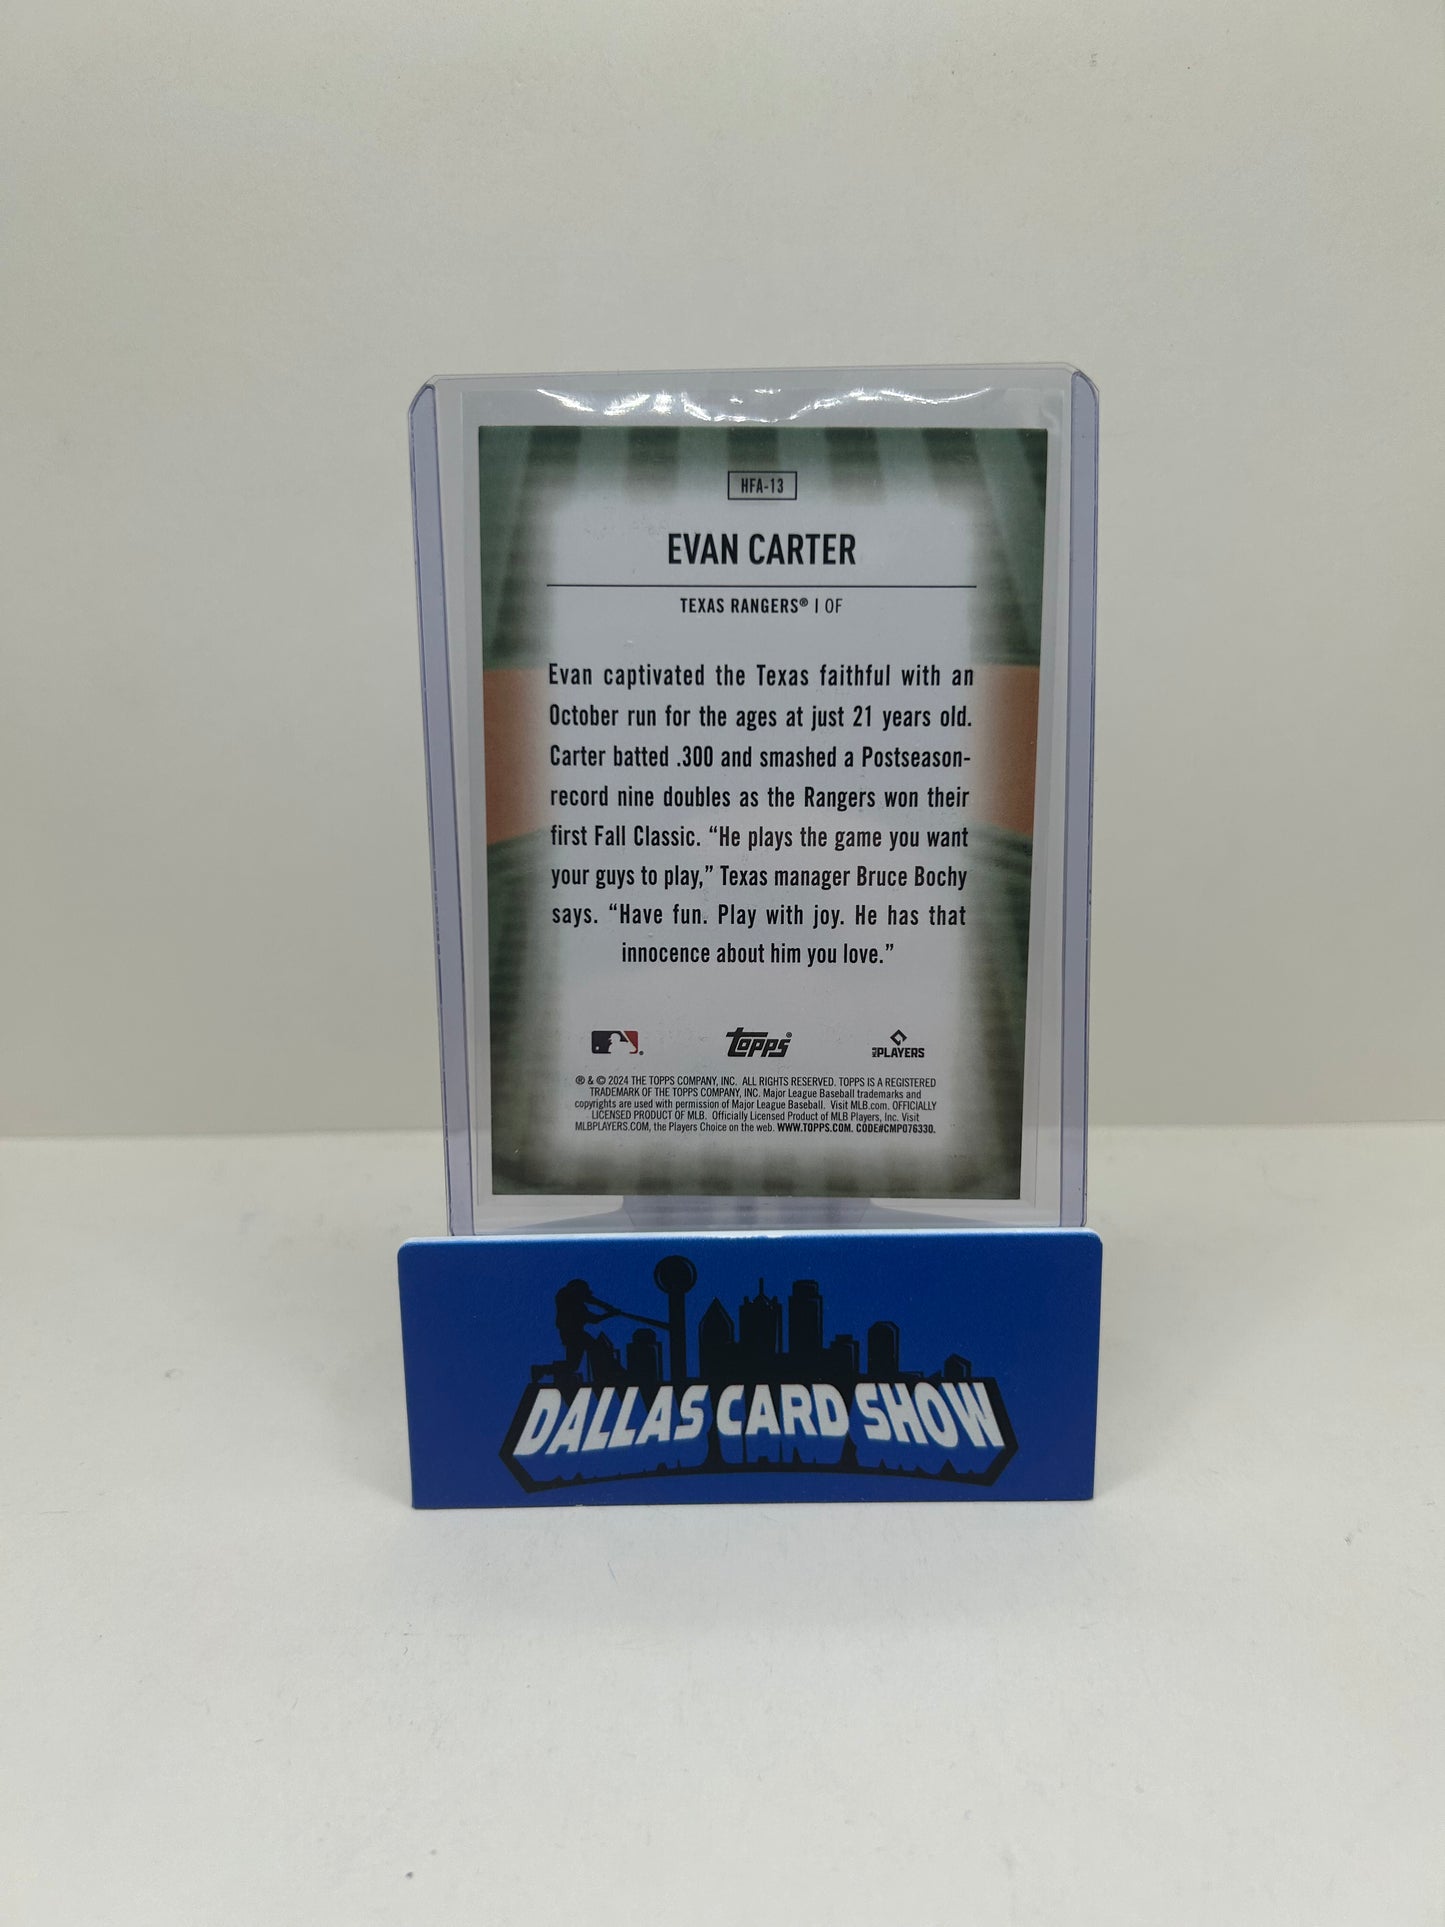 HFA-13
EVAN CARTER
TEXAS RANGERS® | OF
Evan captivated the Texas faithful with an
October run for the ages at just 21 years old.
Carter batted .300 and smashed a Postseason-
record nine doubles as the Rangers won their
first Fall Classic. “He plays the game you want
your guys to play,” Texas manager Bruce Bochy
says. “Have fun. Play with joy. He has that
innocence about him you love.”
Topps® PLAYERS
® & © 2024 THE TOPPS COMPANY, INC. ALL RIGHTS RESERVED. TOPPS IS A REGISTERED
TRADEMARK OF THE TOPPS COMPANY, INC. Major League Baseball trademarks and
copyrights are used with permission of Major League Baseball. Visit MLB.com. OFFICIALLY
LICENSED PRODUCT OF MLB. Officially Licensed Product of MLB Players, Inc. Visit
MLBPLAYERS.COM, the Players Choice on the web. WWW.TOPPS.COM. CODE#CMP076330.
DALLAS CARD SHOW